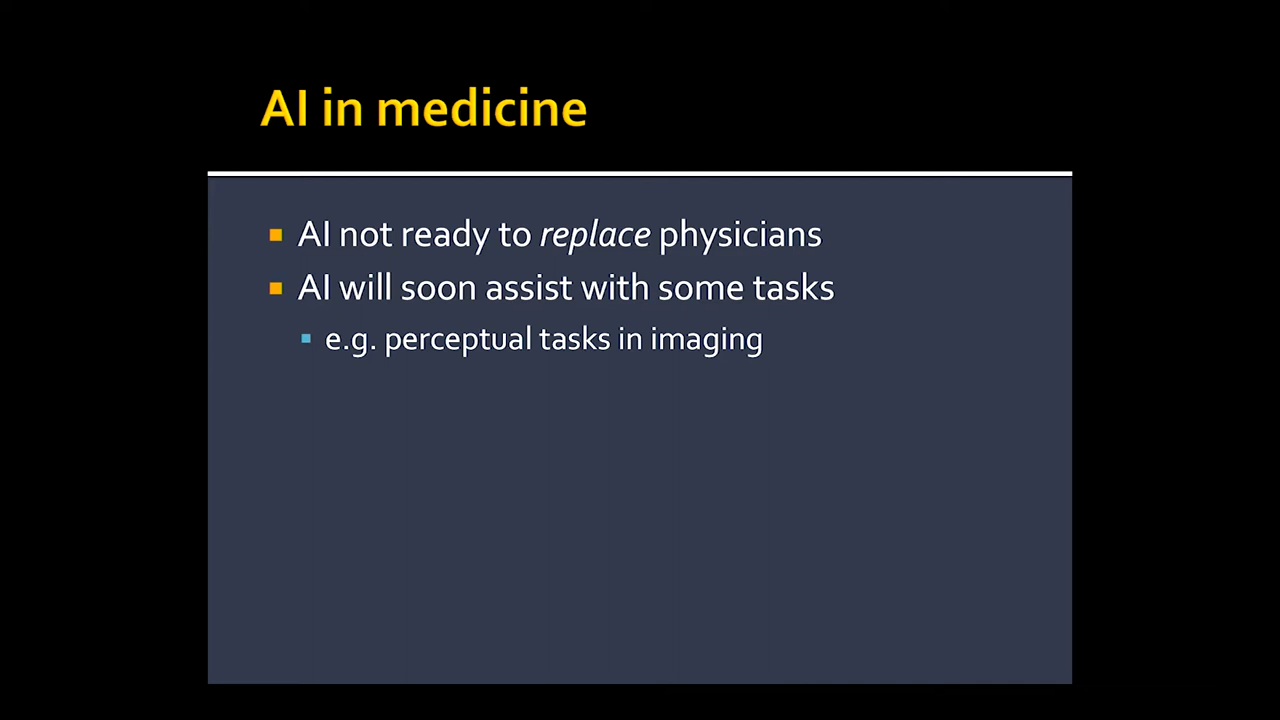 AI in medicine
AI not ready to replace physicians
AI will soon assist with some tasks
e.g. perceptual tasks in imaging